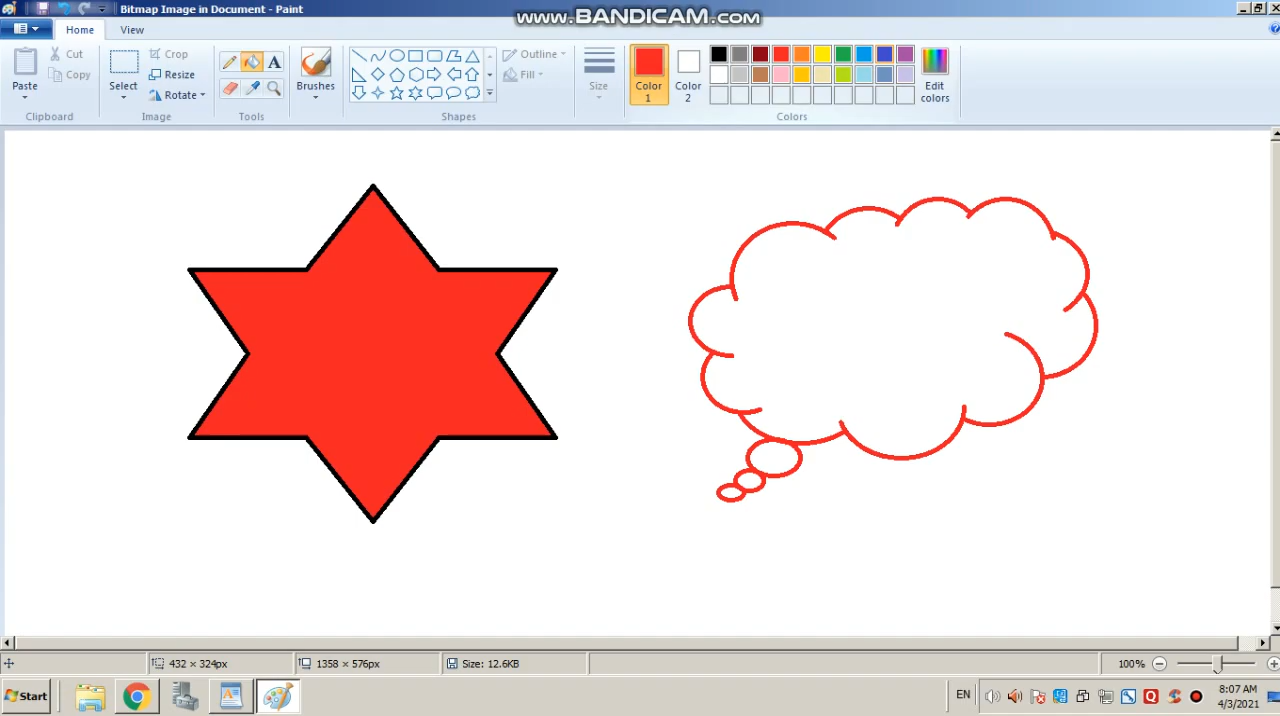 Bitmap Image in Document - Paint
www.BANDICAM.com
Home
View
Paste
Cut
Copy
Clipboard
Select
Crop
Resize
Rotate
Image
A
Tools
Brushes
Outline
Fill
Shapes
Size
Color 1
Color 2
Edit colors
Colors
432 × 324px
1358 × 576px
Size: 12.6KB
100%
Start
EN
8:07 AM
4/3/2021